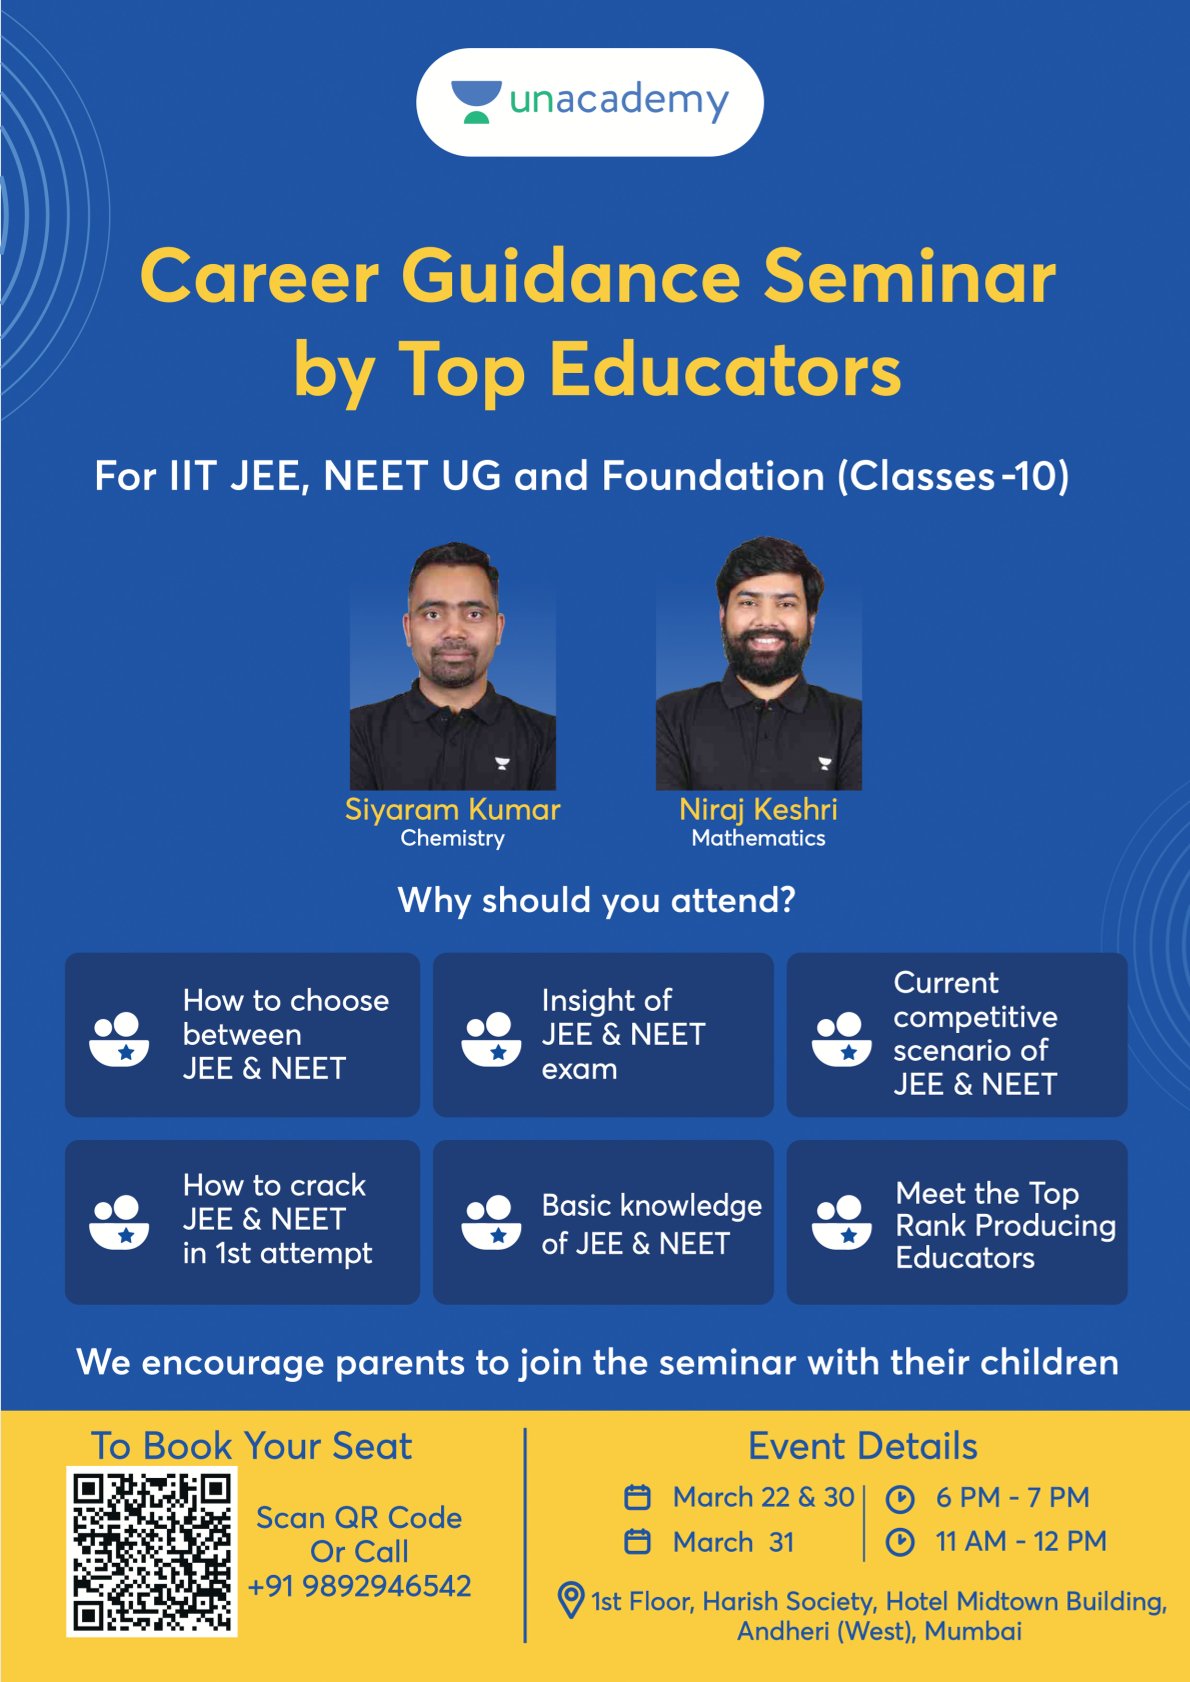 unacademy
Career Guidance Seminar
by Top Educators
For IIT JEE, NEET UG and Foundation (Classes -10)
Siyaram Kumar
Chemistry
Niraj Keshri
Mathematics
Why should you attend?
How to choose
between
JEE & NEET
Insight of
JEE & NEET
exam
Current
competitive
scenario of
JEE & NEET
How to crack
JEE & NEET
in 1st attempt
Basic knowledge
of JEE & NEET
Meet the Top
Rank Producing
Educators
We encourage parents to join the seminar with their children
To Book Your Seat
Scan QR Code
Or Call
+91 9892946542
Event Details
March 22 & 30 6 PM - 7 PM
March 31 11 AM - 12 PM
1st Floor, Harish Society, Hotel Midtown Building,
Andheri (West), Mumbai